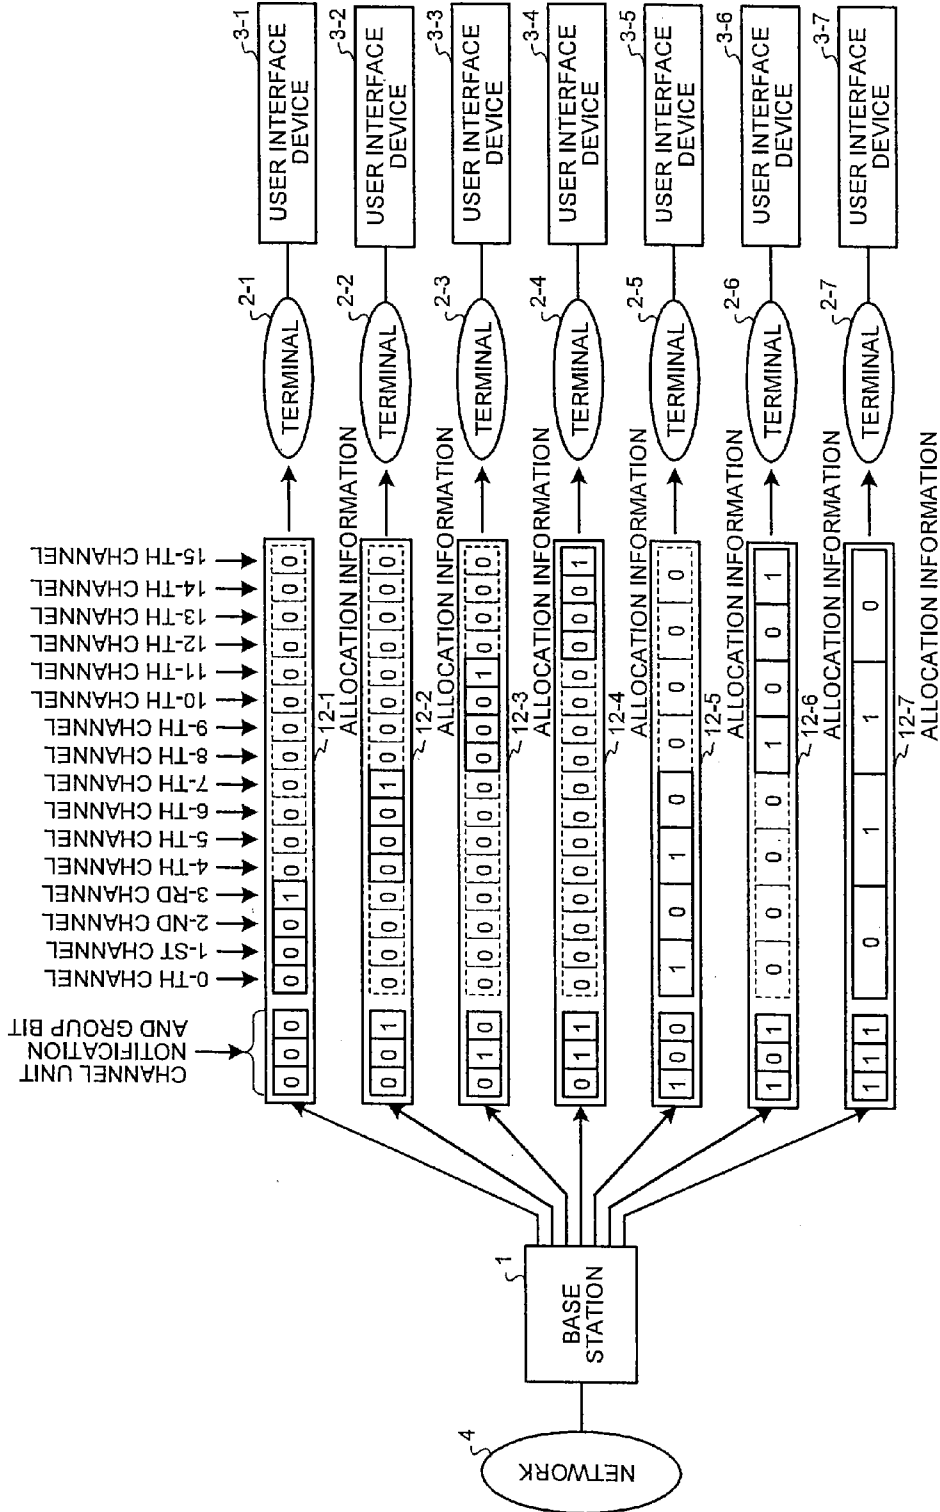 CHANNEL UNIT
NOTIFICATION
AND GROUP BIT
0-TH CHANNEL
1-ST CHANNEL
2-ND CHANNEL
3-RD CHANNEL
4-TH CHANNEL
5-TH CHANNEL
6-TH CHANNEL
7-TH CHANNEL
8-TH CHANNEL
9-TH CHANNEL
10-TH CHANNEL
11-TH CHANNEL
12-TH CHANNEL
13-TH CHANNEL
14-TH CHANNEL
15-TH CHANNEL
4
NETWORK
1
BASE
STATION
0 0 0 0 0 0 1 0 0 0 0 0 0 0 0 0 0 0 0
12-1
ALLOCATION INFORMATION
2-1
TERMINAL
3-1
USER INTERFACE
DEVICE
0 0 1 0 0 0 0 0 0 0 1 0 0 0 0 0 0 0 0
12-2
ALLOCATION INFORMATION
2-2
TERMINAL
3-2
USER INTERFACE
DEVICE
0 1 0 0 0 0 0 0 0 0 0 0 0 0 1 0 0 0 0
12-3
ALLOCATION INFORMATION
2-3
TERMINAL
3-3
USER INTERFACE
DEVICE
0 1 1 0 0 0 0 0 0 0 0 0 0 0 0 0 0 0 1
12-4
ALLOCATION INFORMATION
2-4
TERMINAL
3-4
USER INTERFACE
DEVICE
1 0 0 1 0 1 0 0 0 0 0
12-5
ALLOCATION INFORMATION
2-5
TERMINAL
3-5
USER INTERFACE
DEVICE
1 0 1 0 0 0 0 1 0 0 1
12-6
ALLOCATION INFORMATION
2-6
TERMINAL
3-6
USER INTERFACE
DEVICE
1 1 1 0 1 1 0
12-7
ALLOCATION INFORMATION
2-7
TERMINAL
3-7
USER INTERFACE
DEVICE